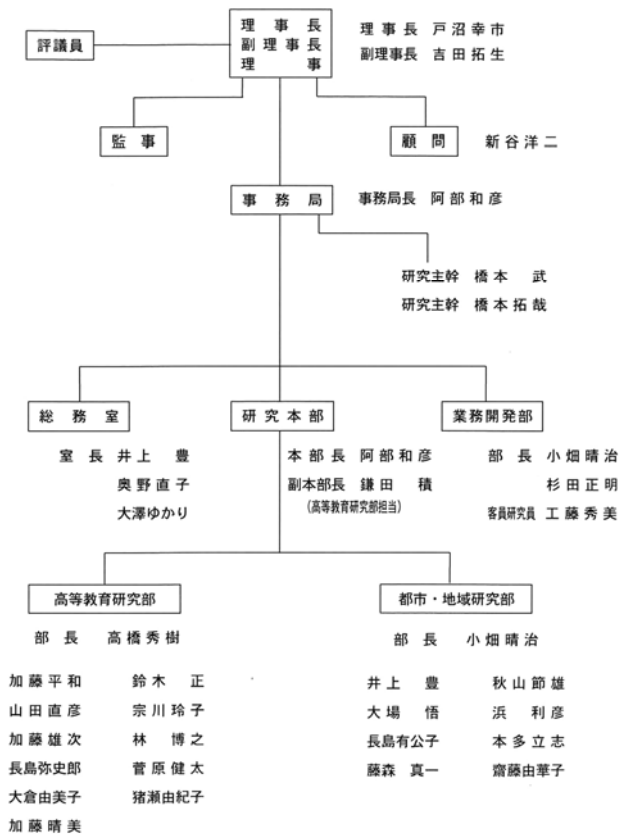 評議員
理事長
副理事長
理事
理事長 戸沼幸市
副理事長 吉田拓生
監事
顧問
新谷洋二
事務局
事務局長 阿部和彦
研究主幹 橋本 武
研究主幹 橋本拓哉
総務室
室長 井上 豊
奥野直子
大澤ゆかり
研究本部
本部長 阿部和彦
副本部長 鎌田 積
(高等教育研究部担当)
業務開発部
部長 小畑晴治
杉田正明
客員研究員 工藤秀美
高等教育研究部
部長 高橋秀樹
加藤平和 鈴木 正
山田直彦 宗川玲子
加藤雄次 林 博之
長島弥史郎 菅原健太
大倉由美子 猪瀬由紀子
加藤晴美
都市・地域研究部
部長 小畑晴治
井上 豊 秋山節雄
大場 悟 浜 利彦
長島有公子 本多立志
藤森真一 齋藤由華子